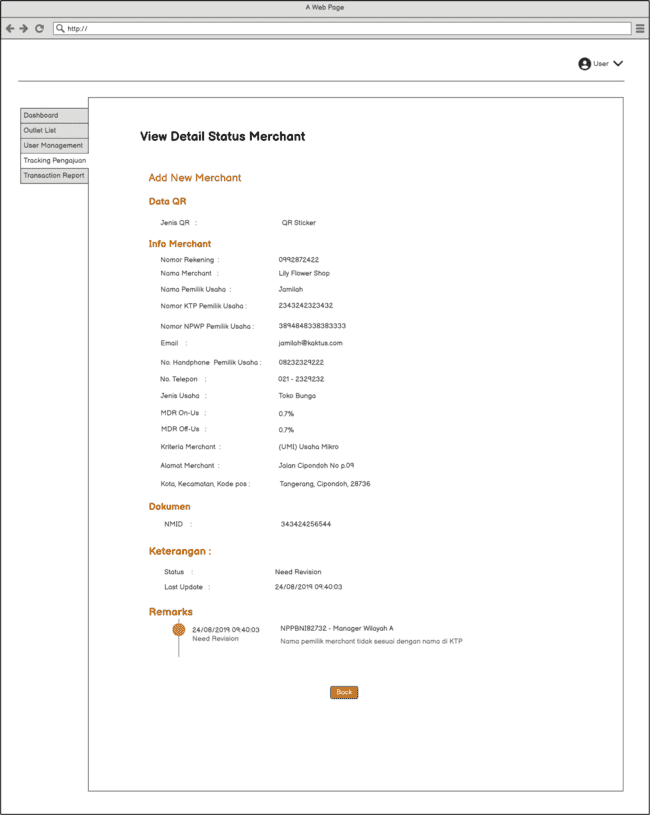 A Web Page
http://
User
Dashboard
Outlet List
User Management
Tracking Pengajuan
Transaction Report
View Detail Status Merchant
Add New Merchant
Data QR
Jenis QR : QR Sticker
Info Merchant
Nomor Rekening : 0992872422
Nama Merchant : Lily Flower Shop
Nama Pemilik Usaha : Jamilah
Nomor KTP Pemilik Usaha : 2343242323432
Nomor NPWP Pemilik Usaha : 3894848338383333
Email : jamilah@kaktus.com
No. Handphone Pemilik Usaha : 08232329222
No. Telepon : 021 - 2329232
Jenis Usaha : Toko Bunga
MDR On-Us : 0.7%
MDR Off-Us : 0.7%
Kriteria Merchant : (UMI) Usaha Mikro
Alamat Merchant : Jalan Cipondoh No p.09
Kota, Kecamatan, Kode pos : Tangerang, Cipondoh, 28736
Dokumen
NMID : 343424256544
Keterangan :
Status : Need Revision
Last Update : 24/08/2019 09:40:03
Remarks
24/08/2019 09:40:03 NPPBNI82732 - Manager Wilayah A
Need Revision Nama pemilik merchant tidak sesuai dengan nama di KTP
Back